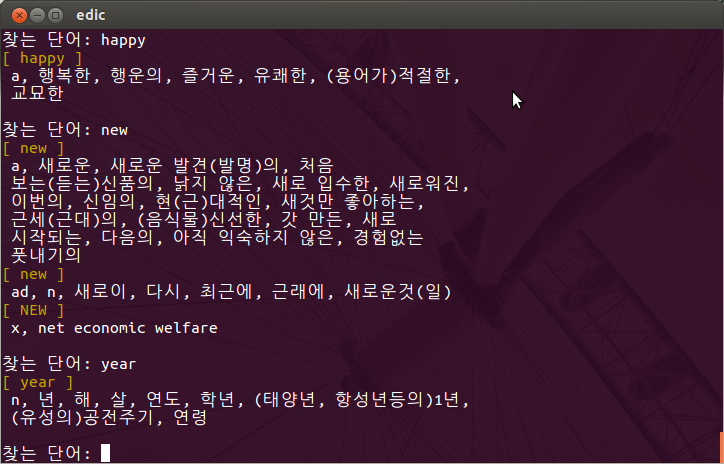 edic
찾는 단어: happy
[ happy ]
a, 행복한, 행운의, 즐거운, 유쾌한, (용어가)적절한,
교묘한
찾는 단어: new
[ new ]
a, 새로운, 새로운 발견(발명)의, 처음
보는(듣는)신품의, 낡지 않은, 새로 입수한, 새로워진,
이번의, 신임의, 현(근)대적인, 새것만 좋아하는,
근세(근대)의, (음식물)신선한, 갓 만든, 새로
시작되는, 다음의, 아직 익숙하지 않은, 경험없는
풋내기의
[ new ]
ad, n, 새로이, 다시, 최근에, 근래에, 새로운것(일)
[ NEW ]
x, net economic welfare
찾는 단어: year
[ year ]
n, 년, 해, 살, 연도, 학년, (태양년, 항성년등의)1년,
(유성의)공전주기, 연령
찾는 단어: